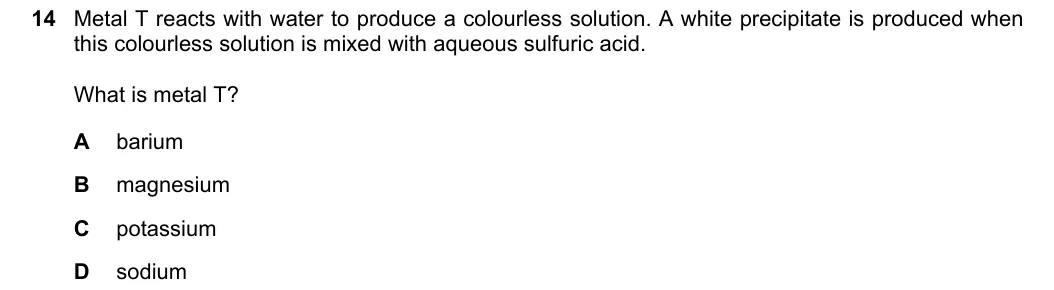 14 Metal T reacts with water to produce a colourless solution. A white precipitate is produced when
this colourless solution is mixed with aqueous sulfuric acid.
What is metal T?
A barium
B magnesium
C potassium
D sodium